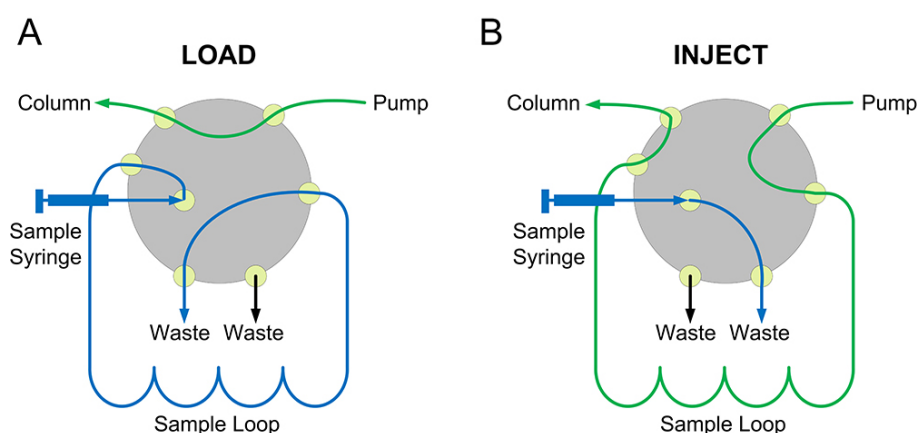 A
LOAD
Column
Pump
Sample
Syringe
Waste
Waste
Sample Loop
B
INJECT
Column
Pump
Sample
Syringe
Waste
Waste
Sample Loop